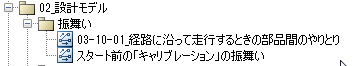 02_設計モデル
振舞い
03-10-01_経路に沿って走行するときの部品間のやりとり
スタート前の「キャリブレーション」の振舞い